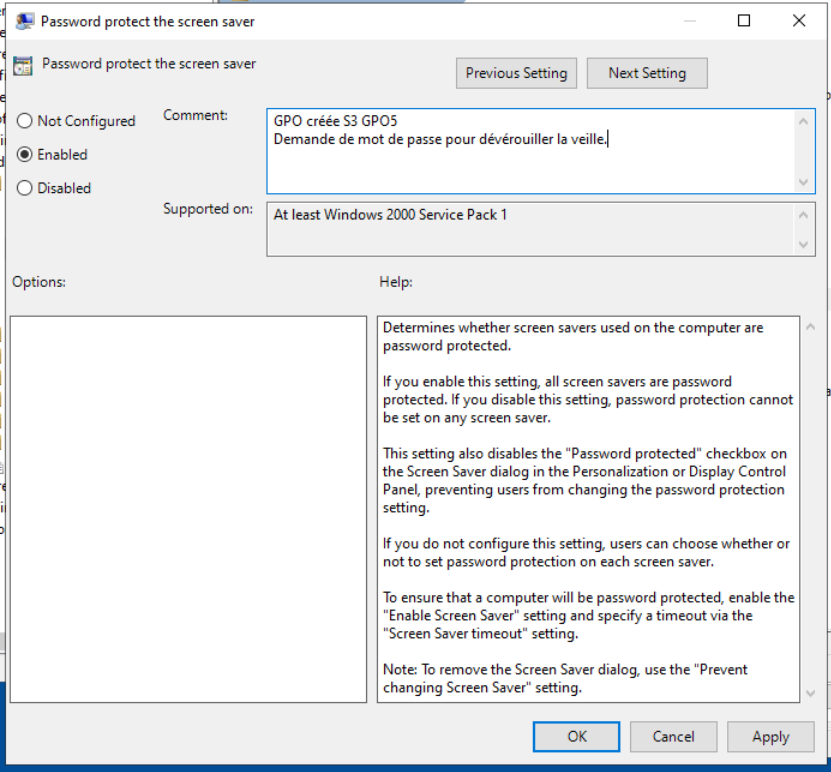 Password protect the screen saver
Password protect the screen saver
Previous Setting
Next Setting
Not Configured
Enabled
Disabled
Comment:
GPO créée S3 GPO5
Demande de mot de passe pour dévérouiller la veille.
Supported on:
At least Windows 2000 Service Pack 1
Options:
Help:
Determines whether screen savers used on the computer are
password protected.
If you enable this setting, all screen savers are password
protected. If you disable this setting, password protection cannot
be set on any screen saver.
This setting also disables the "Password protected" checkbox on
the Screen Saver dialog in the Personalization or Display Control
Panel, preventing users from changing the password protection
setting.
If you do not configure this setting, users can choose whether or
not to set password protection on each screen saver.
To ensure that a computer will be password protected, enable the
"Enable Screen Saver" setting and specify a timeout via the
"Screen Saver timeout" setting.
Note: To remove the Screen Saver dialog, use the "Prevent
changing Screen Saver" setting.
OK
Cancel
Apply